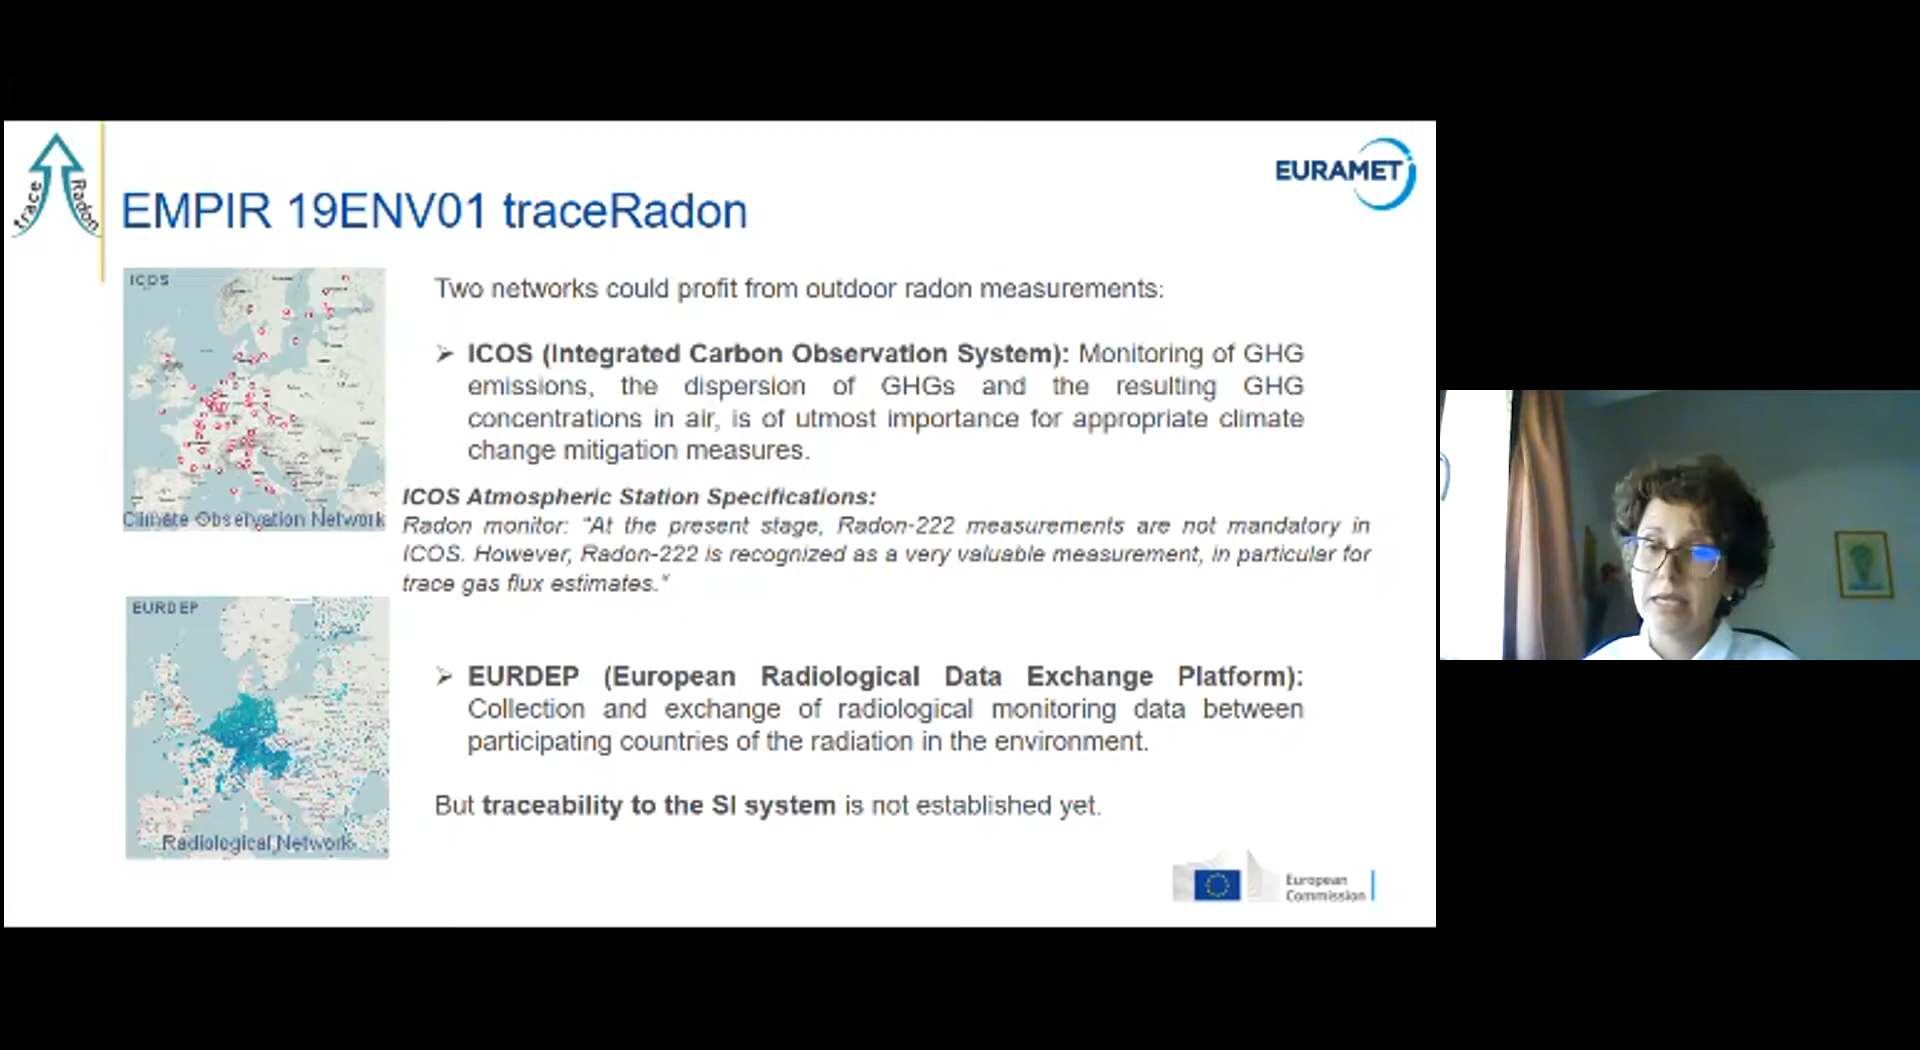 trace Radon
EURAMET
EMPIR 19ENV01 traceRadon
ICOS
Climate Observation Network
Two networks could profit from outdoor radon measurements:
➢ ICOS (Integrated Carbon Observation System): Monitoring of GHG
emissions, the dispersion of GHGs and the resulting GHG
concentrations in air, is of utmost importance for appropriate climate
change mitigation measures.
ICOS Atmospheric Station Specifications:
Radon monitor: "At the present stage, Radon-222 measurements are not mandatory in
ICOS. However, Radon-222 is recognized as a very valuable measurement, in particular for
trace gas flux estimates."
EURDEP
Radiological Network
➢ EURDEP (European Radiological Data Exchange Platform):
Collection and exchange of radiological monitoring data between
participating countries of the radiation in the environment.
But traceability to the SI system is not established yet.
European
Commission